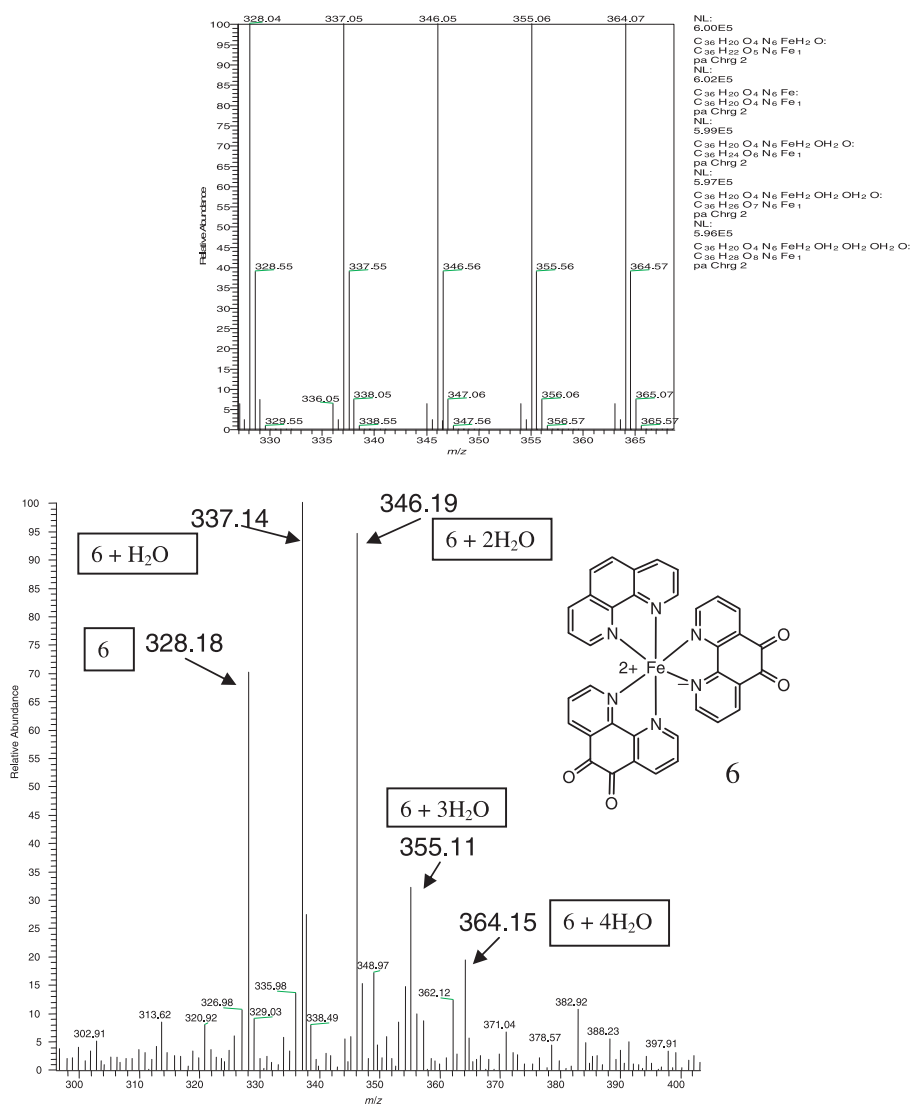 NL:
6.00E5
C36 H20 O4 N6 FeH2 O:
C36 H22 O5 N6 Fe1
pa Chrg 2
NL:
6.02E5
C36 H20 O4 N6 Fe:
C36 H20 O4 N6 Fe1
pa Chrg 2
NL:
5.99E5
C36 H20 O4 N6 FeH2 OH2 O:
C36 H24 O6 N6 Fe1
pa Chrg 2
NL:
5.97E5
C36 H20 O4 N6 FeH2 OH2 OH2 O:
C36 H26 O7 N6 Fe1
pa Chrg 2
NL:
5.96E5
C36 H20 O4 N6 FeH2 OH2 OH2 OH2 O:
C36 H28 O8 N6 Fe1
pa Chrg 2
328.04 337.05 346.05 355.06 364.07
100
95
90
85
80
75
70
65
60
55
50
45
40
35
30
25
20
15
10
5
0
Relative Abundance
328.55 337.55 346.56 355.56 364.57
336.05 338.05 347.06 356.06 365.07
329.55 338.55 347.56 356.57 365.57
330 335 340 345 350 355 360 365
m/z
100
95
90
85
80
75
70
65
60
55
50
45
40
35
30
25
20
15
10
5
0
Relative Abundance
337.14
346.19
6 + H2O
6 + 2H2O
6
328.18
6 + 3H2O
355.11
364.15
6 + 4H2O
N N N N N N
2+ Fe
−
O O O O
6
302.91 313.62 320.92 326.98 329.03 335.98 338.49 348.97 362.12 371.04 378.57 382.92 388.23 397.91
300 310 320 330 340 350 360 370 380 390 400
m/z